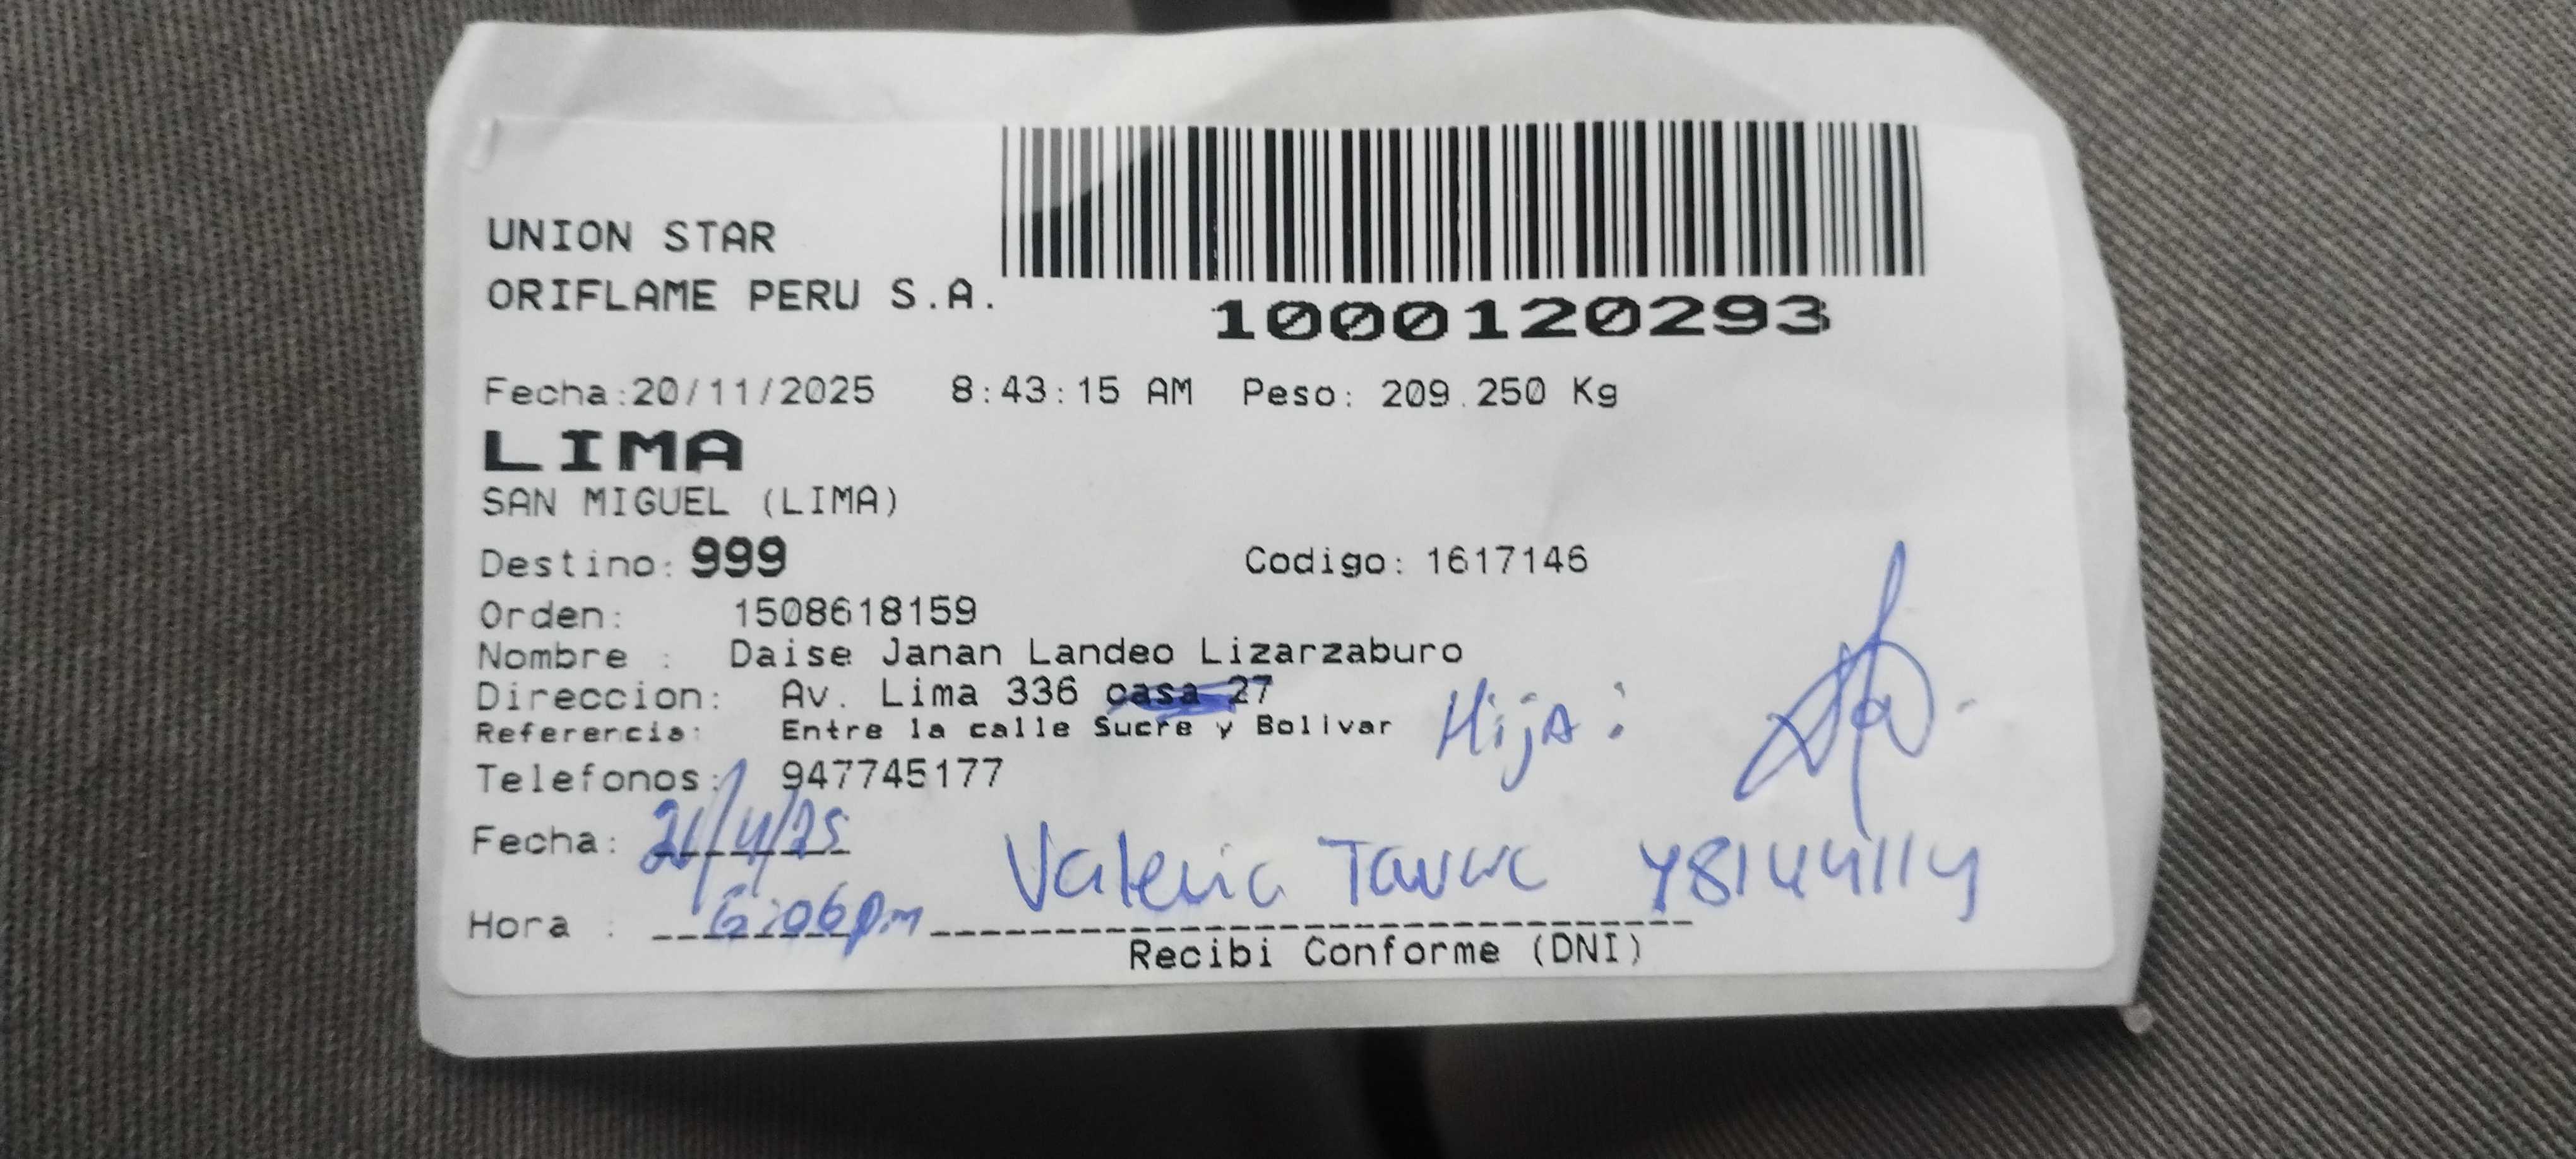 UNION STAR
ORIFLAME PERU S.A.
1000120293
Fecha:20/11/2025 8:43:15 AM Peso: 209.250 Kg
LIMA
SAN MIGUEL (LIMA)
Destino: 999 Codigo: 1617146
Orden: 1508618159
Nombre : Daise Janan Landeo Lizarzaburo
Direccion: Av. Lima 336 casa 27
Referencia: Entre la calle Sucre y Bolivar
Hija:
Telefonos: 947745177
Fecha: 21/11/25
Valeria 78144114
Hora : 6:06pm
Recibi Conforme (DNI)